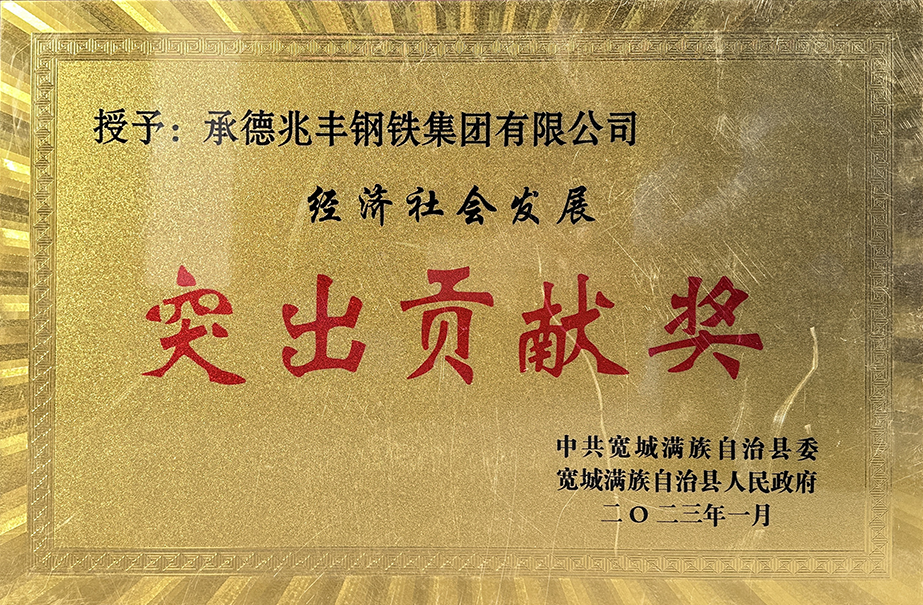 授予：承德兆丰钢铁集团有限公司
经济社会发展
突出贡献奖
中共宽城满族自治县委
宽城满族自治县人民政府
二〇二三年一月